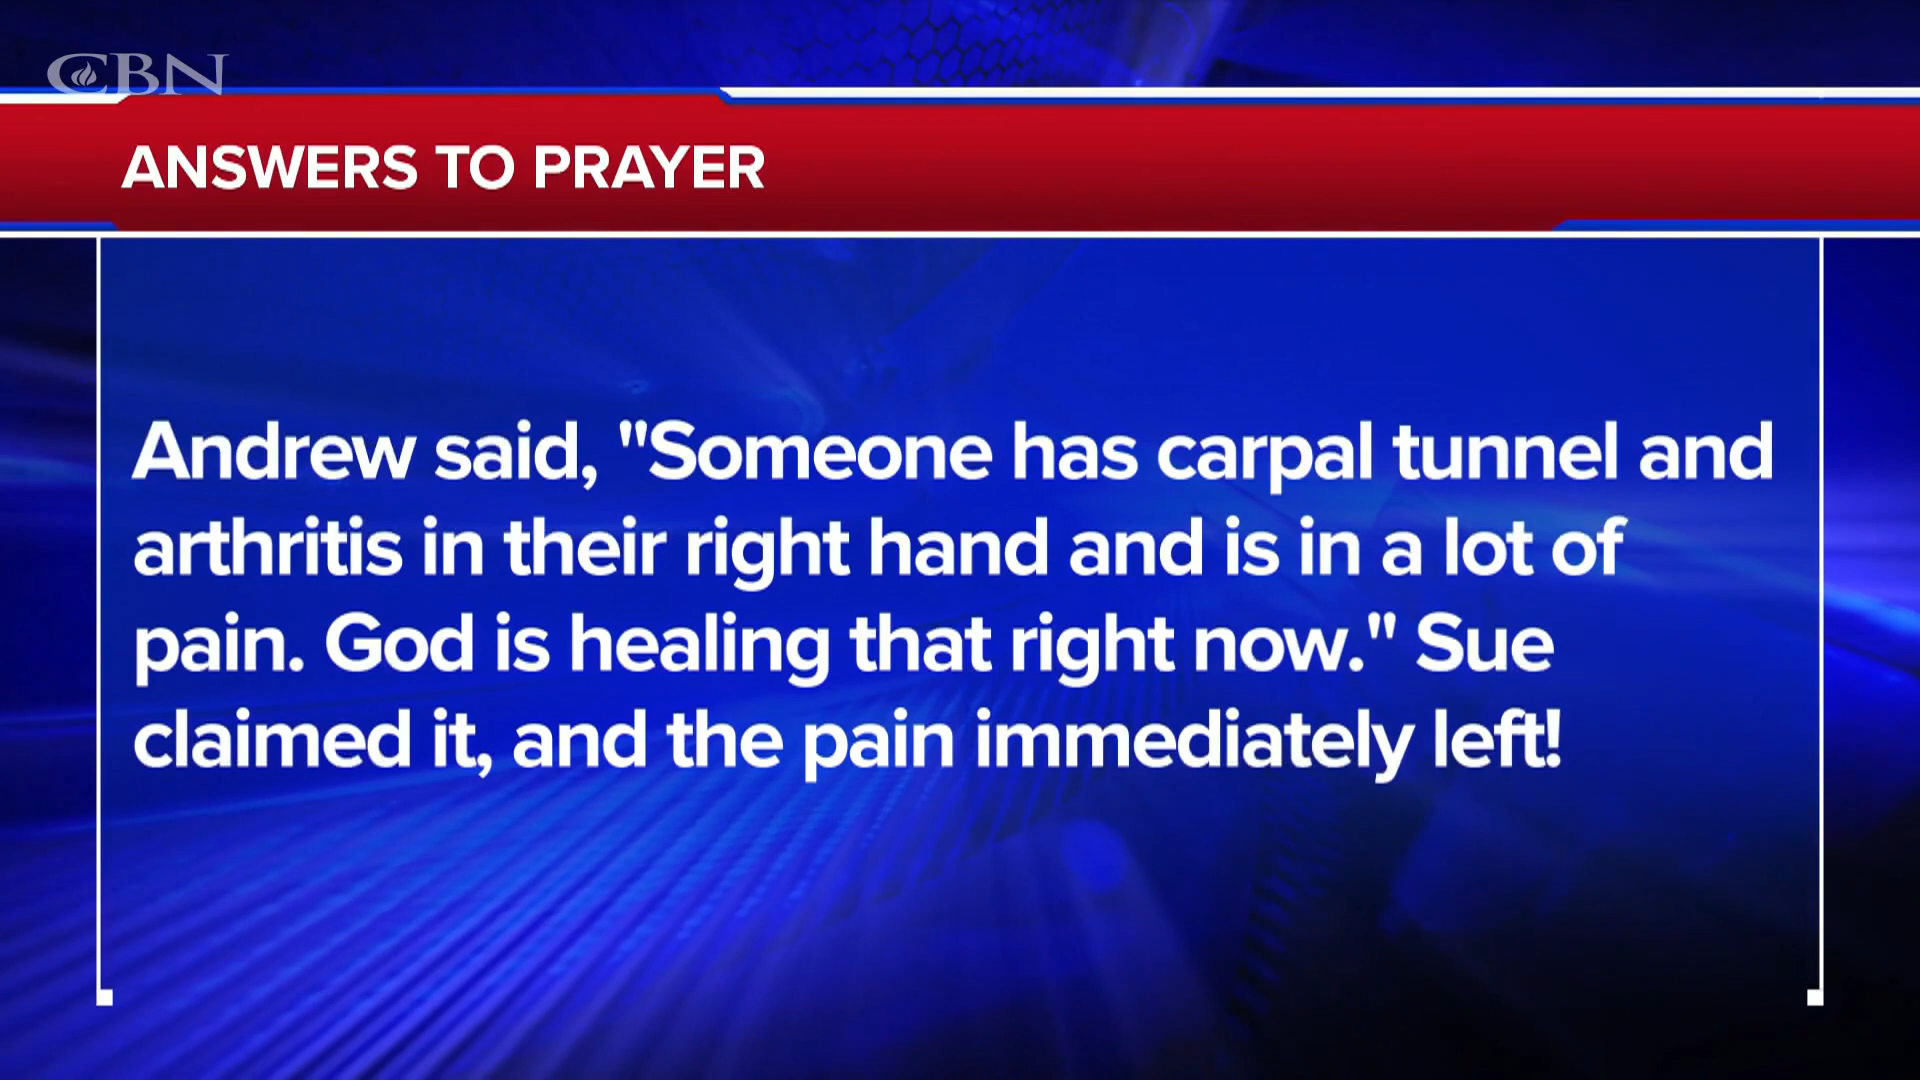 CBN
ANSWERS TO PRAYER
Andrew said, "Someone has carpal tunnel and
arthritis in their right hand and is in a lot of
pain. God is healing that right now." Sue
claimed it, and the pain immediately left!